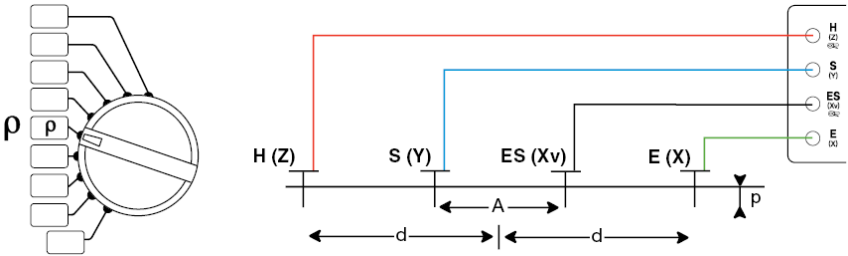 ρ
ρ
H (Z)
S (Y)
ES (Xv)
E (X)
A
d
d
p
H
(Z)
S
(Y)
ES
(Xv)
E
(X)